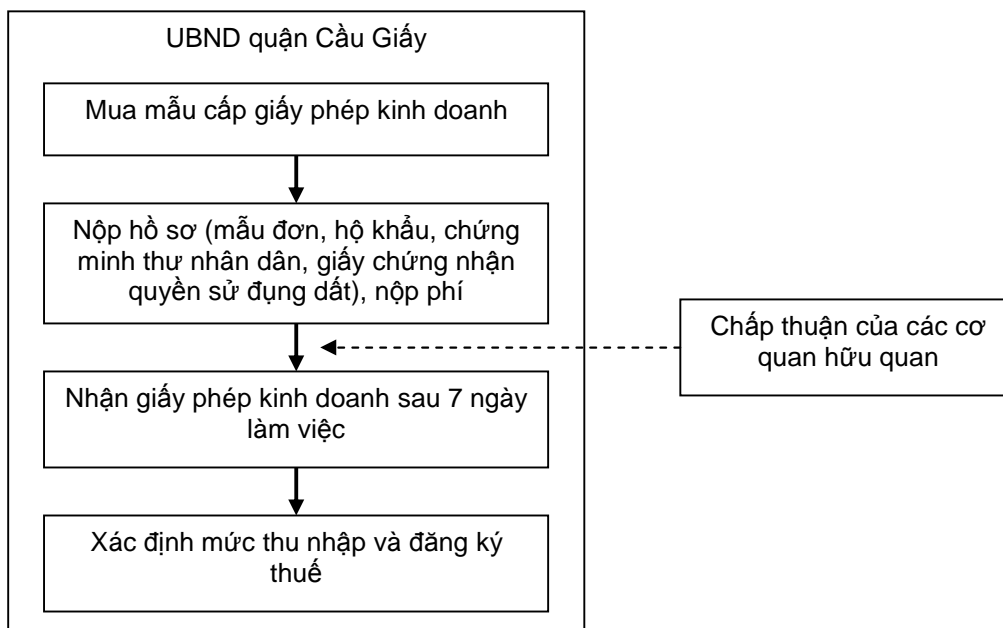 UBND quận Cầu Giấy
Mua mẫu cấp giấy phép kinh doanh
Nộp hồ sơ (mẫu đơn, hộ khẩu, chứng
minh thư nhân dân, giấy chứng nhận
quyền sử đụng dất), nộp phí
Chấp thuận của các cơ
quan hữu quan
Nhận giấy phép kinh doanh sau 7 ngày
làm việc
Xác định mức thu nhập và đăng ký
thuế